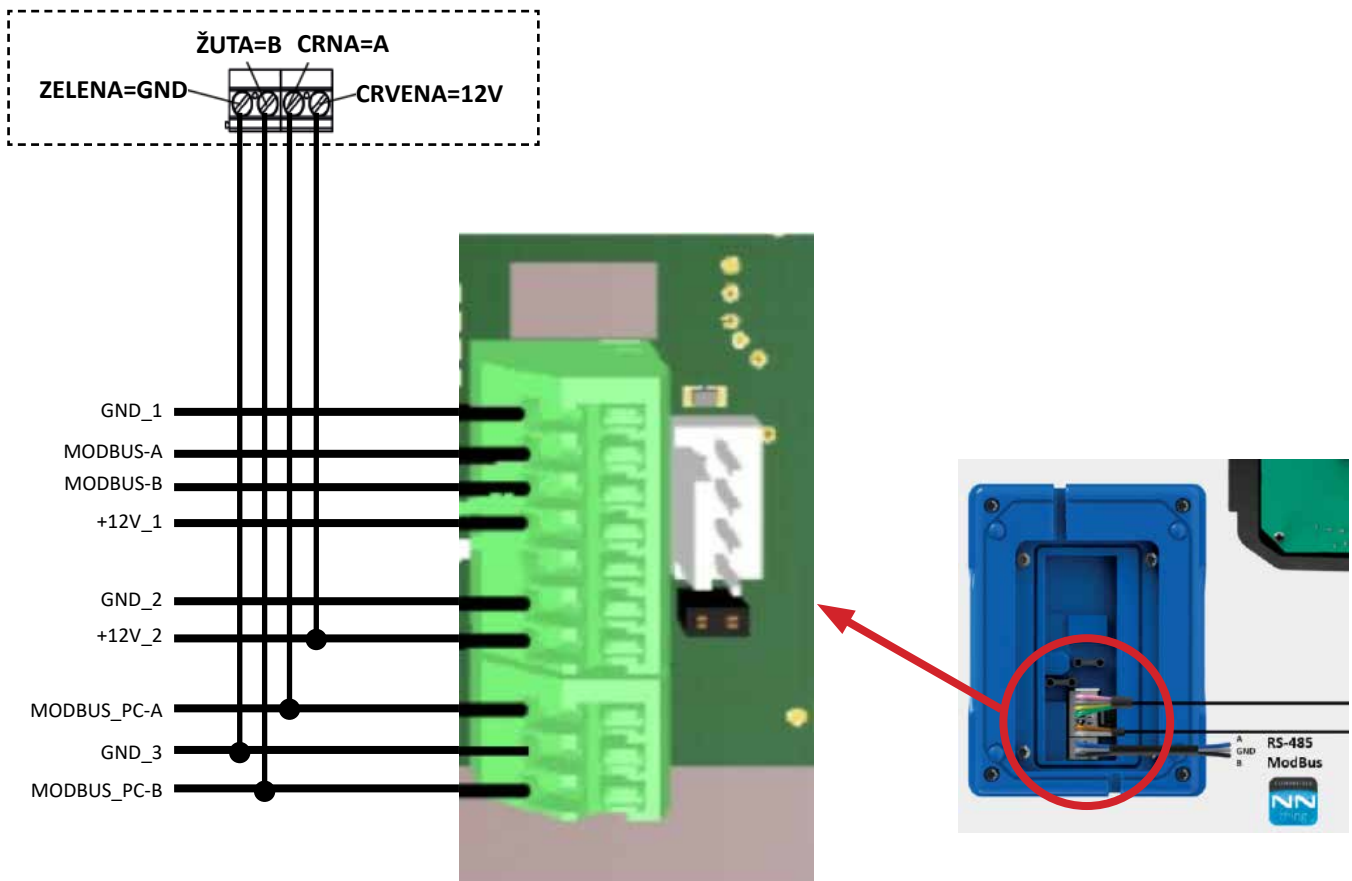 ŽUTA=B CRNA=A
ZELENA=GND
CRVENA=12V
GND_1
MODBUS-A
MODBUS-B
+12V_1
GND_2
+12V_2
MODBUS_PC-A
GND_3
MODBUS_PC-B
A
GND
B
RS-485
ModBus
NN
thing